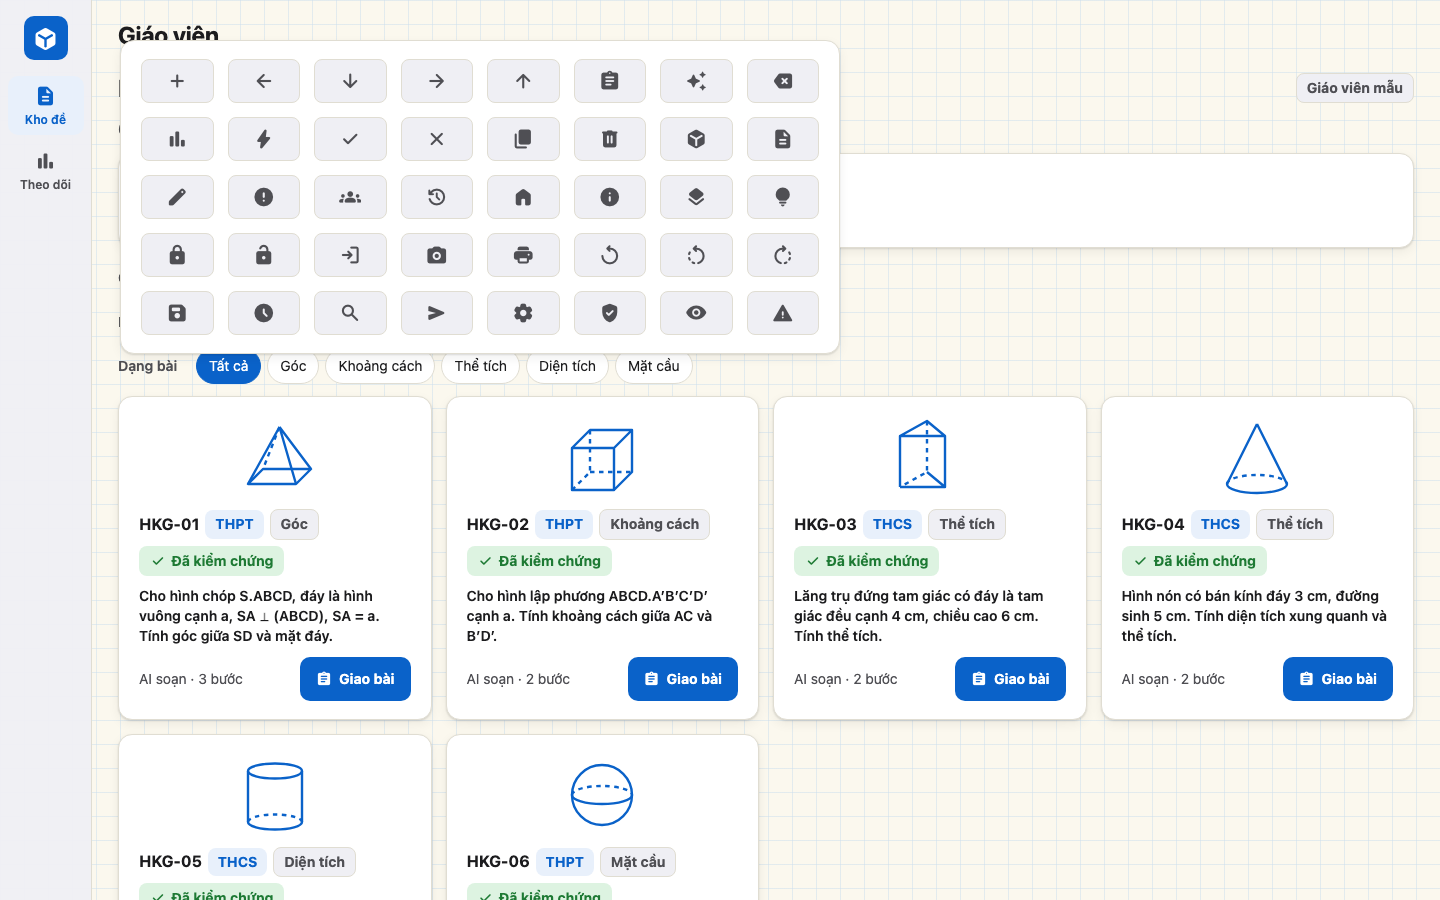 Giáo viên
Kho đề
Theo dõi
Giáo viên mẫu
Dạng bài
Tất cả
Góc
Khoảng cách
Thể tích
Diện tích
Mặt cầu
HKG-01 THPT Góc
Đã kiểm chứng
Cho hình chóp S.ABCD, đáy là hình
vuông cạnh a, SA ⊥ (ABCD), SA = a.
Tính góc giữa SD và mặt đáy.
AI soạn · 3 bước
Giao bài
HKG-02 THPT Khoảng cách
Đã kiểm chứng
Cho hình lập phương ABCD.A’B’C’D’
cạnh a. Tính khoảng cách giữa AC và
B’D’.
AI soạn · 2 bước
Giao bài
HKG-03 THCS Thể tích
Đã kiểm chứng
Lăng trụ đứng tam giác có đáy là tam
giác đều cạnh 4 cm, chiều cao 6 cm.
Tính thể tích.
AI soạn · 2 bước
Giao bài
HKG-04 THCS Thể tích
Đã kiểm chứng
Hình nón có bán kính đáy 3 cm, đường
sinh 5 cm. Tính diện tích xung quanh và
thể tích.
AI soạn · 2 bước
Giao bài
HKG-05 THCS Diện tích
Đã kiểm chứng
HKG-06 THPT Mặt cầu
Đã kiểm chứng